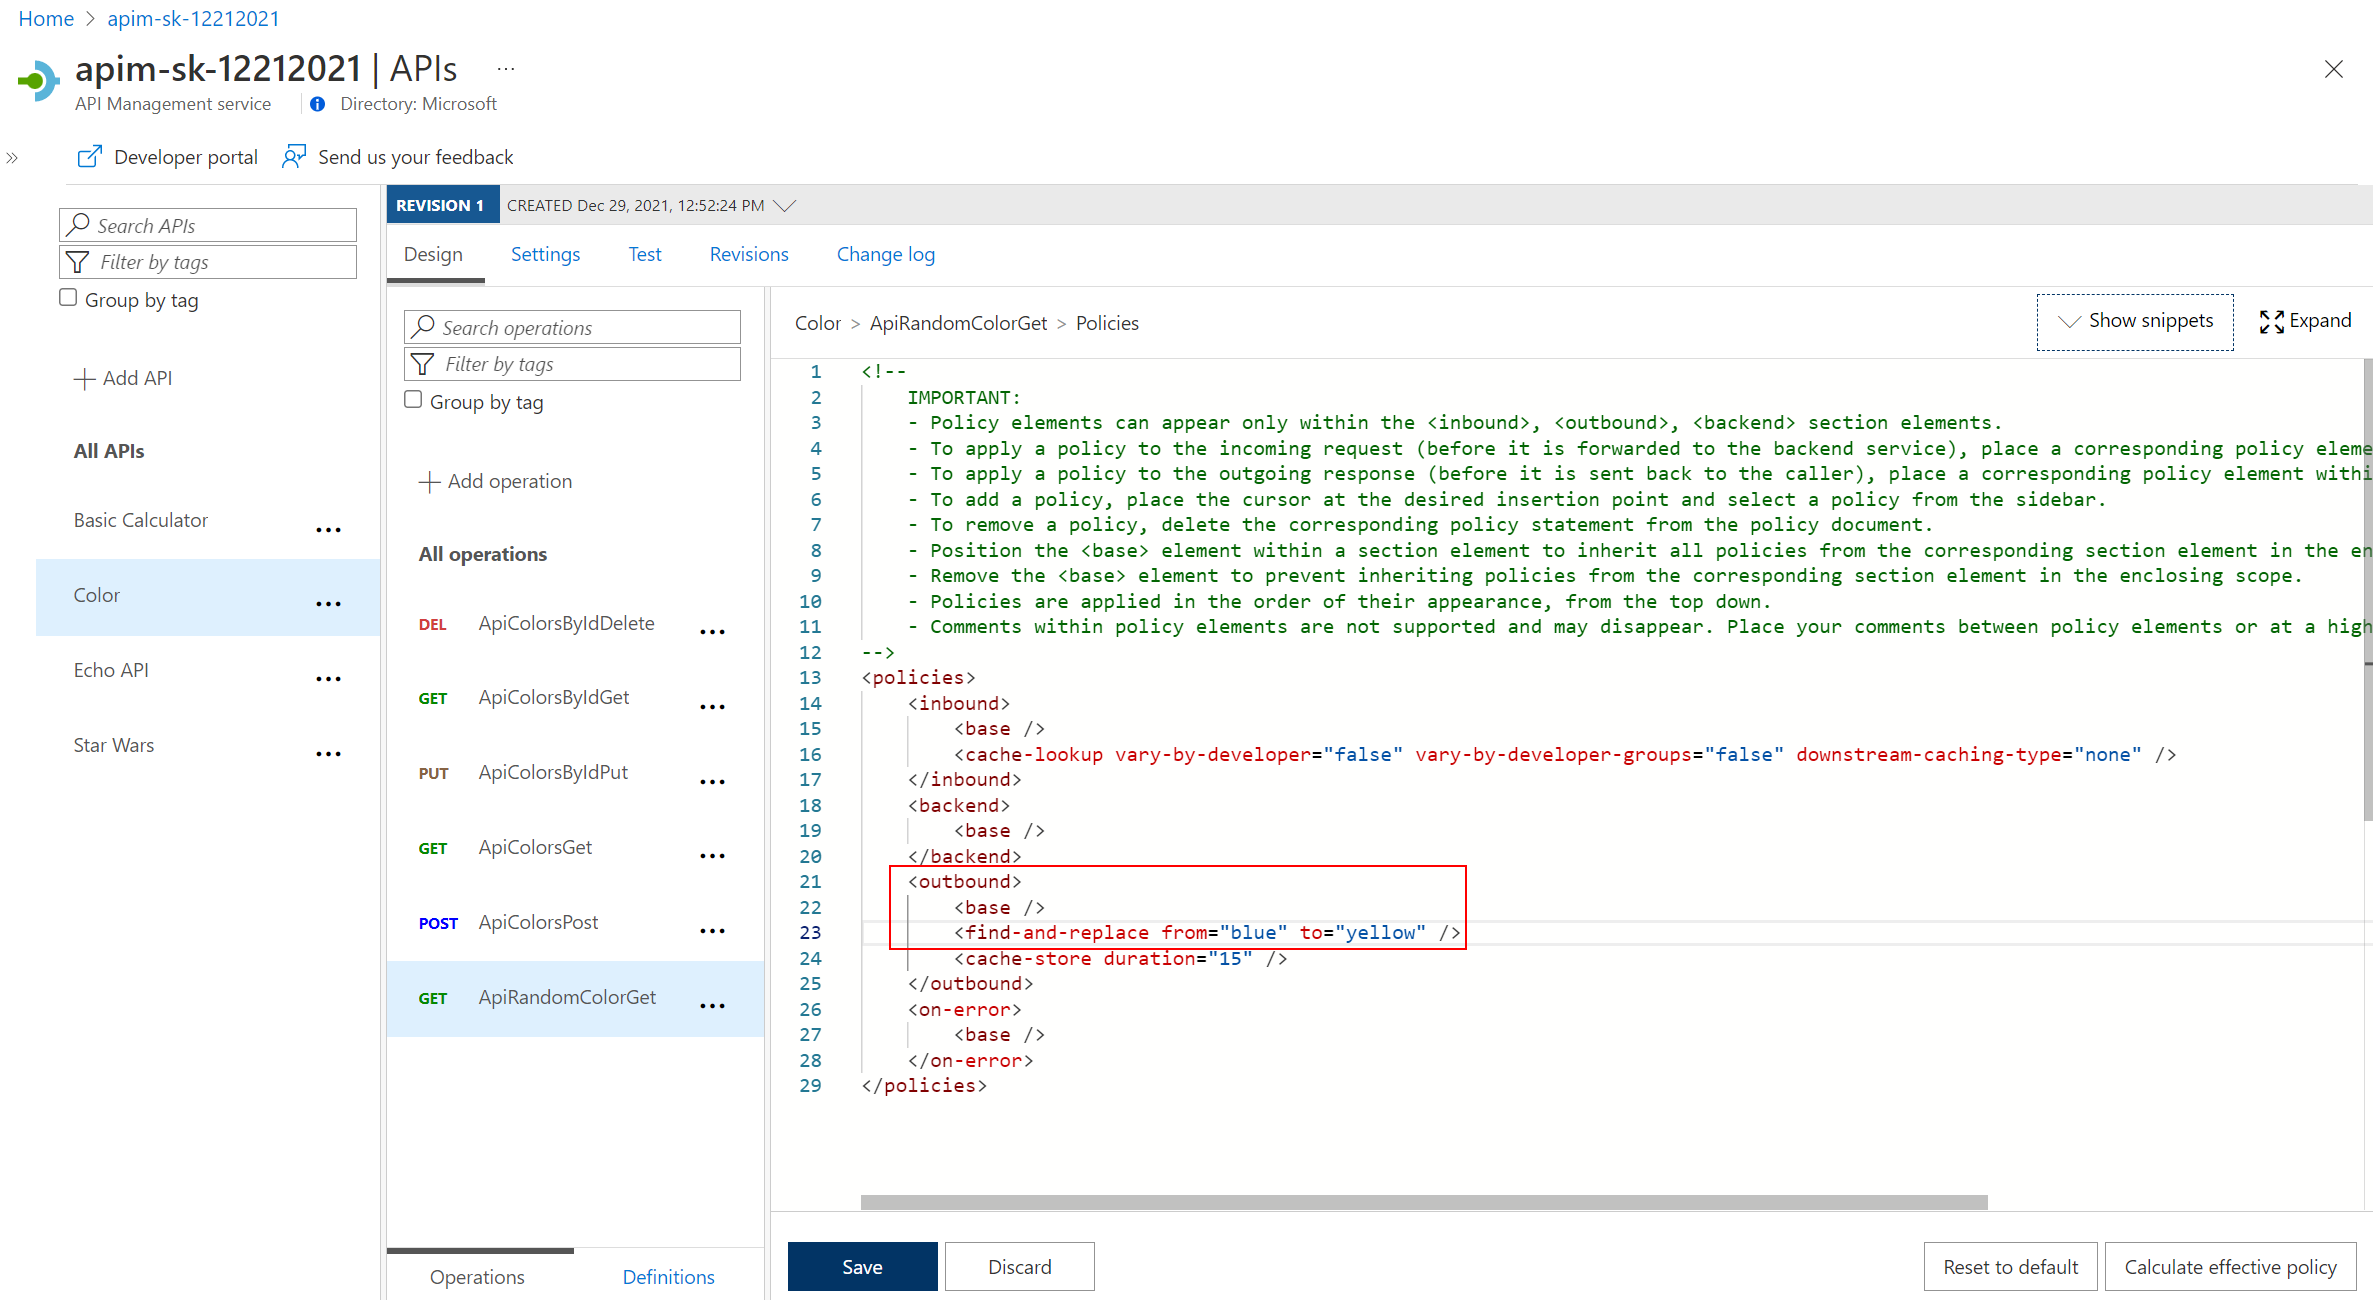 Home > apim-sk-12212021
apim-sk-12212021 | APIs ...
API Management service
Directory: Microsoft
Developer portal
Send us your feedback
Search APIs
Filter by tags
Group by tag
Add API
All APIs
Basic Calculator
Color
Echo API
Star Wars
REVISION 1 CREATED Dec 29, 2021, 12:52:24 PM
Design Settings Test Revisions Change log
Search operations
Filter by tags
Group by tag
Add operation
All operations
DEL ApiColorsByIdDelete
GET ApiColorsByIdGet
PUT ApiColorsByIdPut
GET ApiColorsGet
POST ApiColorsPost
GET ApiRandomColorGet
Operations Definitions
Color > ApiRandomColorGet > Policies
Show snippets
Expand
1 <!--
2 IMPORTANT:
3 - Policy elements can appear only within the <inbound>, <outbound>, <backend> section elements.
4 - To apply a policy to the incoming request (before it is forwarded to the backend service), place a corresponding policy eleme
5 - To apply a policy to the outgoing response (before it is sent back to the caller), place a corresponding policy element withi
6 - To add a policy, place the cursor at the desired insertion point and select a policy from the sidebar.
7 - To remove a policy, delete the corresponding policy statement from the policy document.
8 - Position the <base> element within a section element to inherit all policies from the corresponding section element in the en
9 - Remove the <base> element to prevent inheriting policies from the corresponding section element in the enclosing scope.
10 - Policies are applied in the order of their appearance, from the top down.
11 - Comments within policy elements are not supported and may disappear. Place your comments between policy elements or at a high
12 -->
13 <policies>
14 <inbound>
15 <base />
16 <cache-lookup vary-by-developer="false" vary-by-developer-groups="false" downstream-caching-type="none" />
17 </inbound>
18 <backend>
19 <base />
20 </backend>
21 <outbound>
22 <base />
23 <find-and-replace from="blue" to="yellow" />
24 <cache-store duration="15" />
25 </outbound>
26 <on-error>
27 <base />
28 </on-error>
29 </policies>
Save
Discard
Reset to default
Calculate effective policy